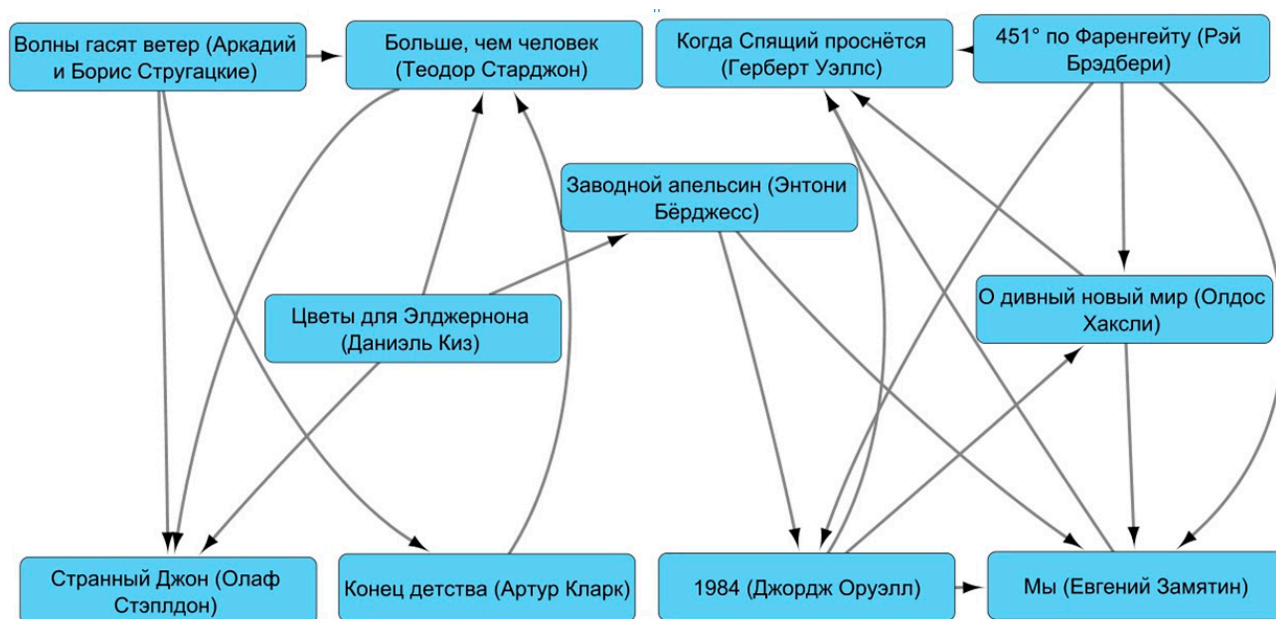 Волны гасят ветер (Аркадий
и Борис Стругацкие)
Больше, чем человек
(Теодор Старджон)
Когда Спящий проснётся
(Герберт Уэллс)
451° по Фаренгейту (Рэй
Брэдбери)
Заводной апельсин (Энтони
Бёрджесс)
Цветы для Элджернона
(Даниэль Киз)
О дивный новый мир (Олдос
Хаксли)
Странный Джон (Олаф
Стэплдон)
Конец детства (Артур Кларк)
1984 (Джордж Оруэлл)
Мы (Евгений Замятин)